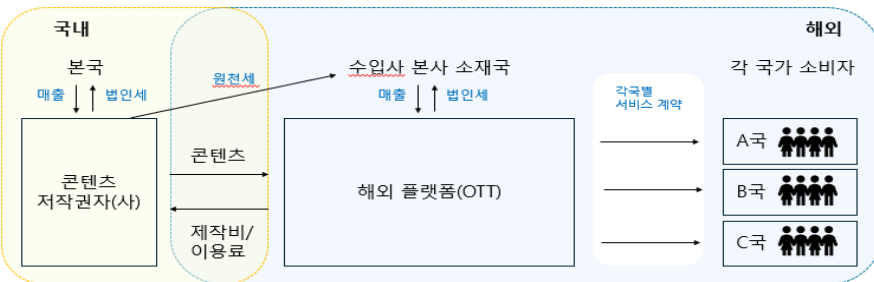 국내
해외
본국
원천세
수입사 본사 소재국
각 국가 소비자
매출
법인세
매출
법인세
각국별
서비스 계약
콘텐츠
저작권자(사)
콘텐츠
제작비/
이용료
해외 플랫폼(OTT)
A국
B국
C국